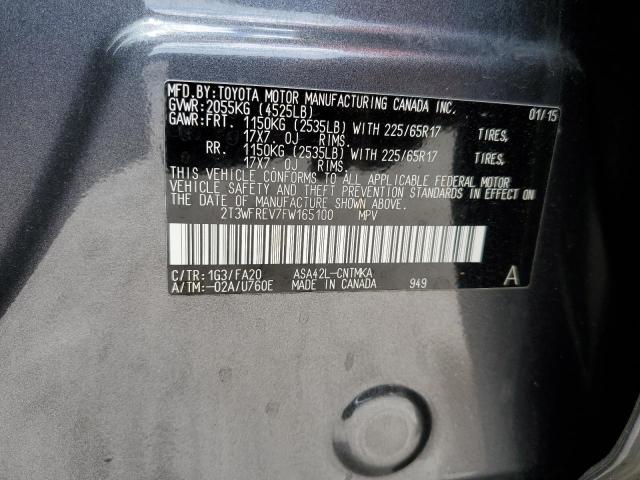 MFD.BY:TOYOTA MOTOR MANUFACTURING CANADA INC. 01/15
GVWR:2055KG (4525LB)
GAWR:FRT. 1150KG (2535LB) WITH 225/65R17 TIRES,
17X7.0J RIMS.
RR. 1150KG (2535LB) WITH 225/65R17 TIRES,
17X7.0J RIMS.
THIS VEHICLE CONFORMS TO ALL APPLICABLE FEDERAL MOTOR
VEHICLE SAFETY AND THEFT PREVENTION STANDARDS IN EFFECT ON
THE DATE OF MANUFACTURE SHOWN ABOVE.
2T3WFREV7FW165100 MPV
C/TR:1G3/FA20 ASA42L-CNTMKA A
A/TM:-02A/U760E MADE IN CANADA 949